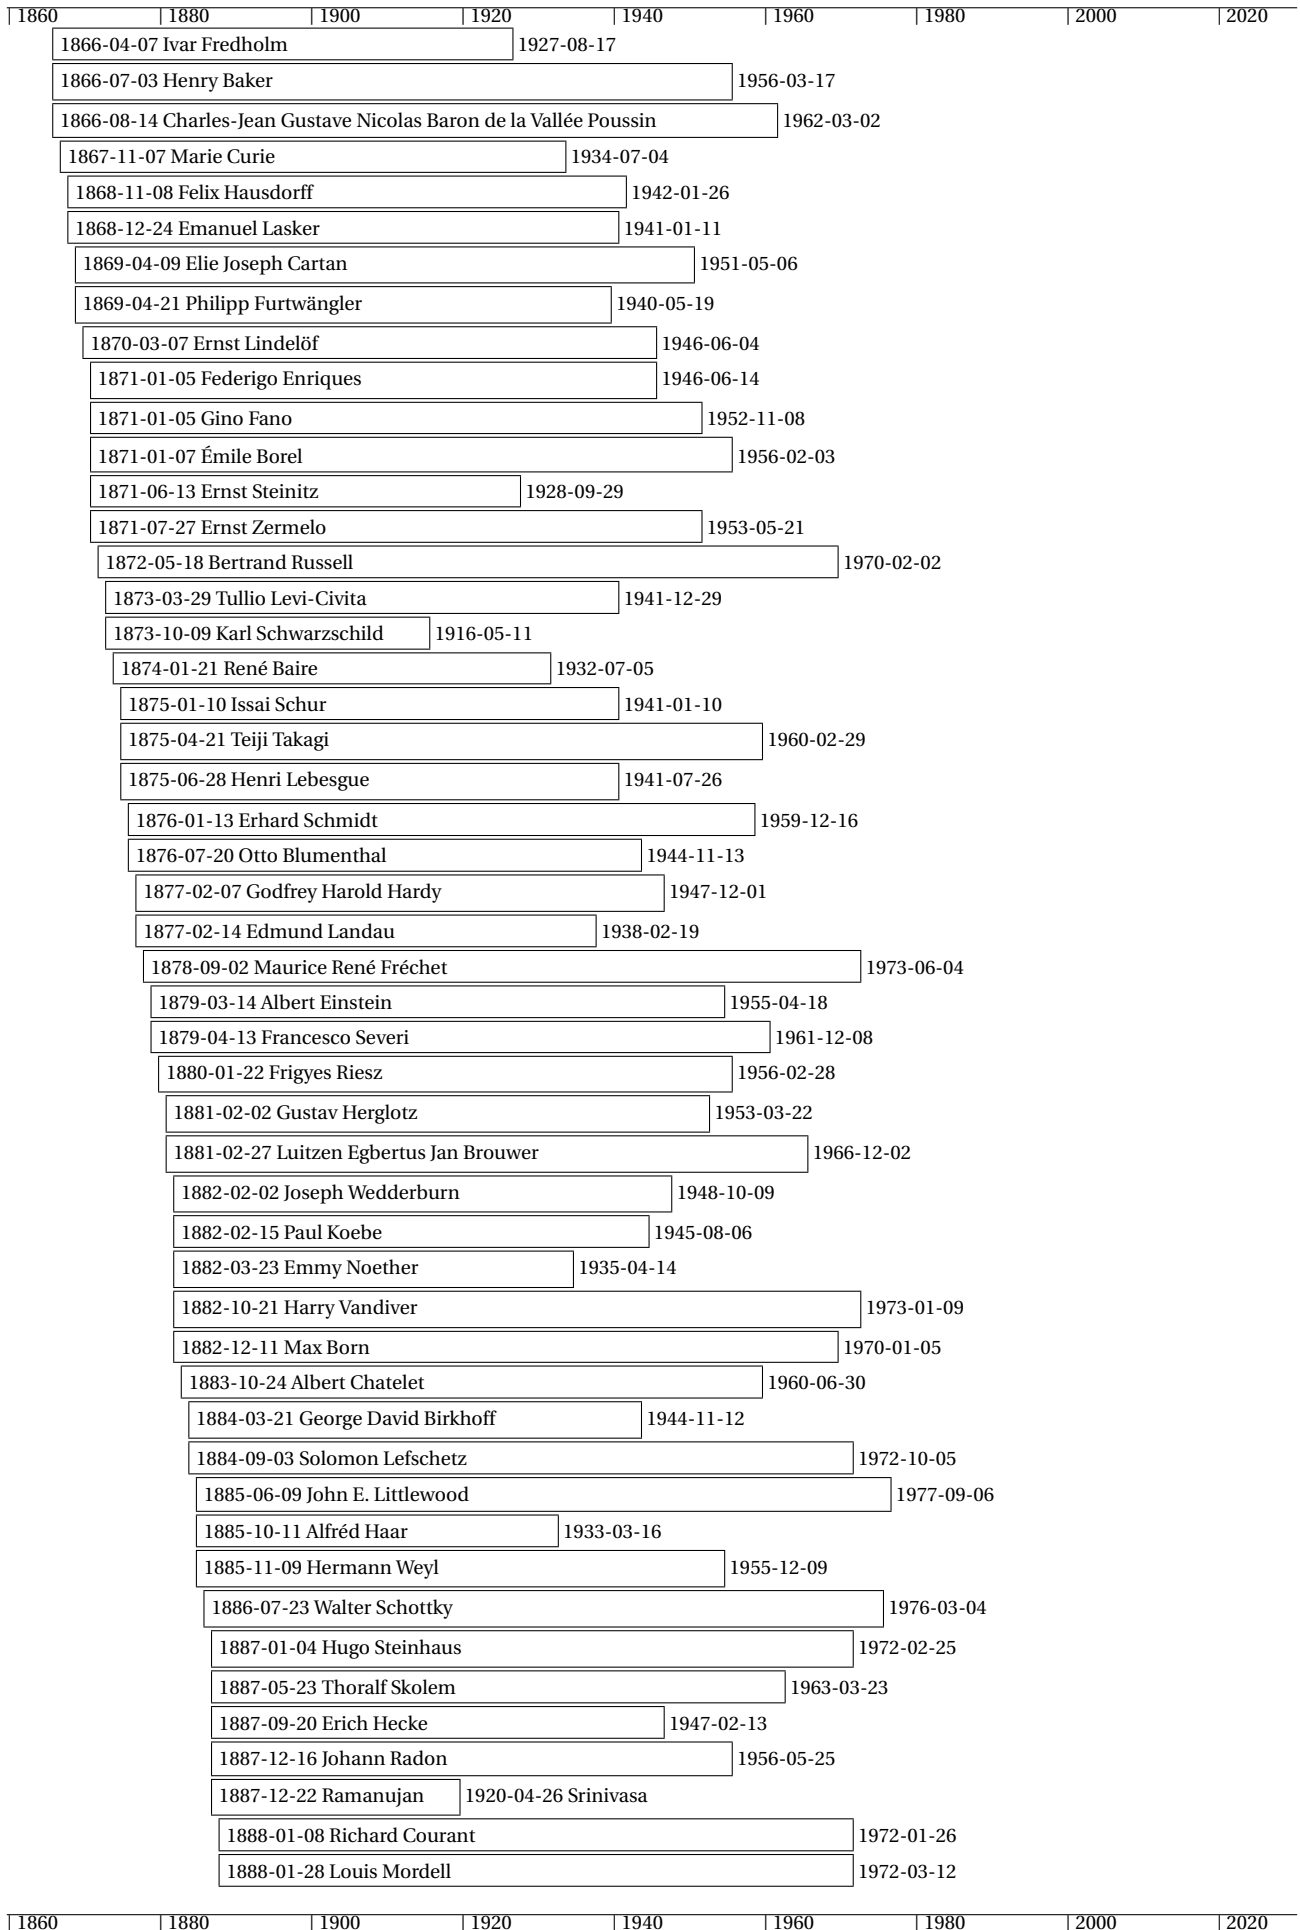 1860 1880 1900 1920 1940 1960 1980 2000 2020
1866-04-07 Ivar Fredholm 1927-08-17
1866-07-03 Henry Baker 1956-03-17
1866-08-14 Charles-Jean Gustave Nicolas Baron de la Vallée Poussin 1962-03-02
1867-11-07 Marie Curie 1934-07-04
1868-11-08 Felix Hausdorff 1942-01-26
1868-12-24 Emanuel Lasker 1941-01-11
1869-04-09 Elie Joseph Cartan 1951-05-06
1869-04-21 Philipp Furtwängler 1940-05-19
1870-03-07 Ernst Lindelöf 1946-06-04
1871-01-05 Federigo Enriques 1946-06-14
1871-01-05 Gino Fano 1952-11-08
1871-01-07 Émile Borel 1956-02-03
1871-06-13 Ernst Steinitz 1928-09-29
1871-07-27 Ernst Zermelo 1953-05-21
1872-05-18 Bertrand Russell 1970-02-02
1873-03-29 Tullio Levi-Civita 1941-12-29
1873-10-09 Karl Schwarzschild 1916-05-11
1874-01-21 René Baire 1932-07-05
1875-01-10 Issai Schur 1941-01-10
1875-04-21 Teiji Takagi 1960-02-29
1875-06-28 Henri Lebesgue 1941-07-26
1876-01-13 Erhard Schmidt 1959-12-16
1876-07-20 Otto Blumenthal 1944-11-13
1877-02-07 Godfrey Harold Hardy 1947-12-01
1877-02-14 Edmund Landau 1938-02-19
1878-09-02 Maurice René Fréchet 1973-06-04
1879-03-14 Albert Einstein 1955-04-18
1879-04-13 Francesco Severi 1961-12-08
1880-01-22 Frigyes Riesz 1956-02-28
1881-02-02 Gustav Herglotz 1953-03-22
1881-02-27 Luitzen Egbertus Jan Brouwer 1966-12-02
1882-02-02 Joseph Wedderburn 1948-10-09
1882-02-15 Paul Koebe 1945-08-06
1882-03-23 Emmy Noether 1935-04-14
1882-10-21 Harry Vandiver 1973-01-09
1882-12-11 Max Born 1970-01-05
1883-10-24 Albert Chatelet 1960-06-30
1884-03-21 George David Birkhoff 1944-11-12
1884-09-03 Solomon Lefschetz 1972-10-05
1885-06-09 John E. Littlewood 1977-09-06
1885-10-11 Alfréd Haar 1933-03-16
1885-11-09 Hermann Weyl 1955-12-09
1886-07-23 Walter Schottky 1976-03-04
1887-01-04 Hugo Steinhaus 1972-02-25
1887-05-23 Thoralf Skolem 1963-03-23
1887-09-20 Erich Hecke 1947-02-13
1887-12-16 Johann Radon 1956-05-25
1887-12-22 Ramanujan 1920-04-26 Srinivasa
1888-01-08 Richard Courant 1972-01-26
1888-01-28 Louis Mordell 1972-03-12
1860 1880 1900 1920 1940 1960 1980 2000 2020